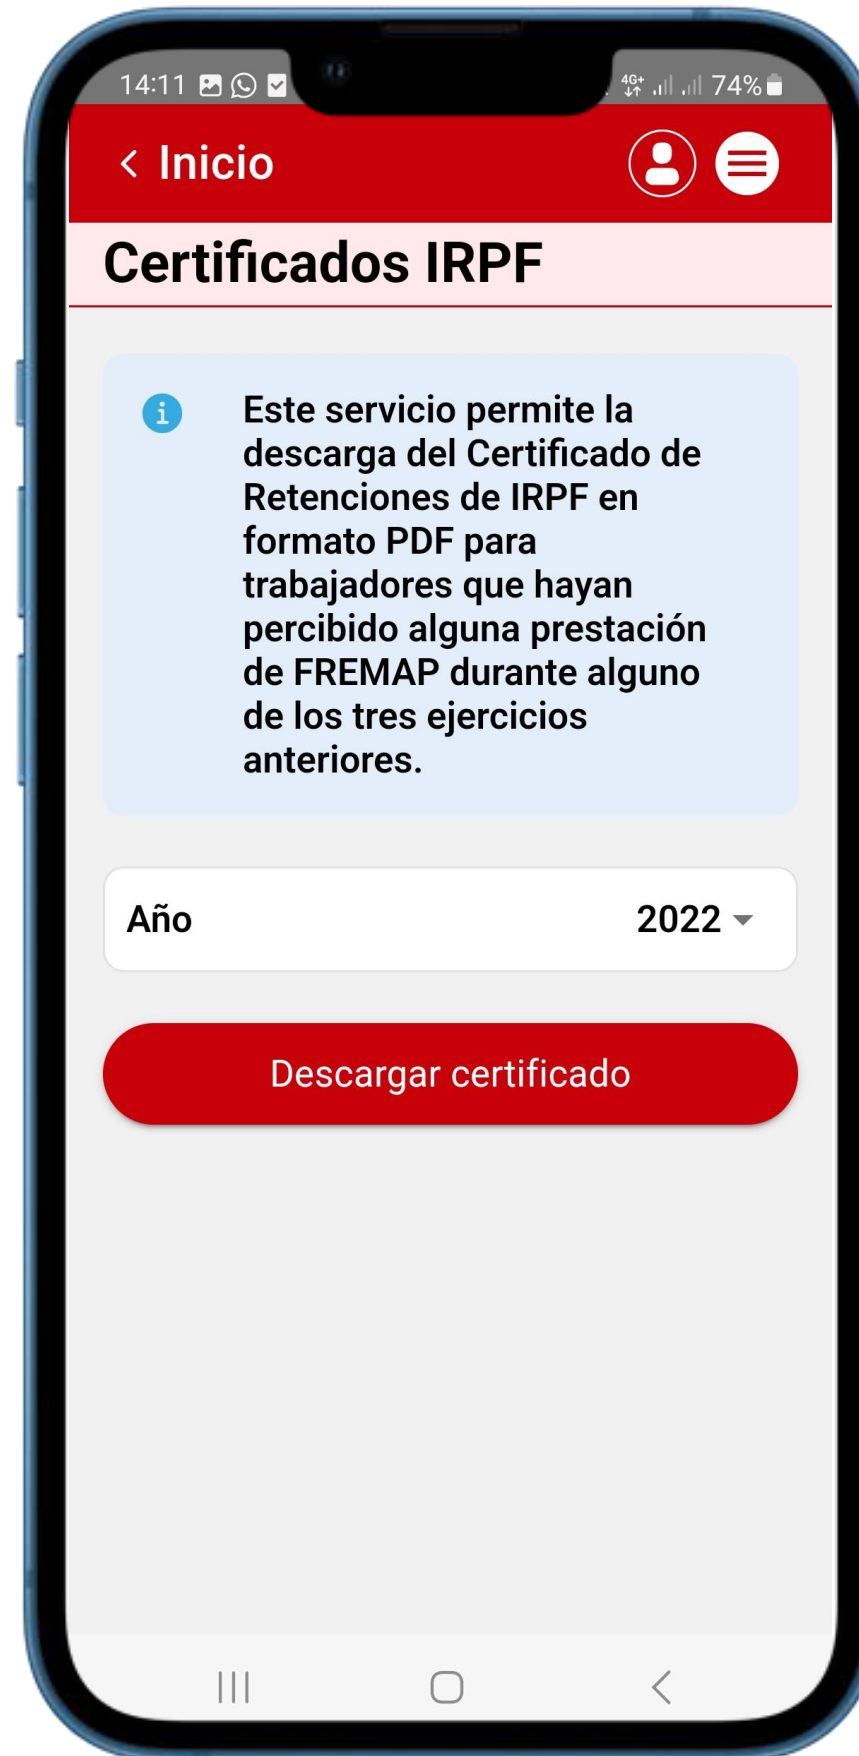 14:11 4G+ 74%
< Inicio
Certificados IRPF
Este servicio permite la
descarga del Certificado de
Retenciones de IRPF en
formato PDF para
trabajadores que hayan
percibido alguna prestación
de FREMAP durante alguno
de los tres ejercicios
anteriores.
Año 2022
Descargar certificado